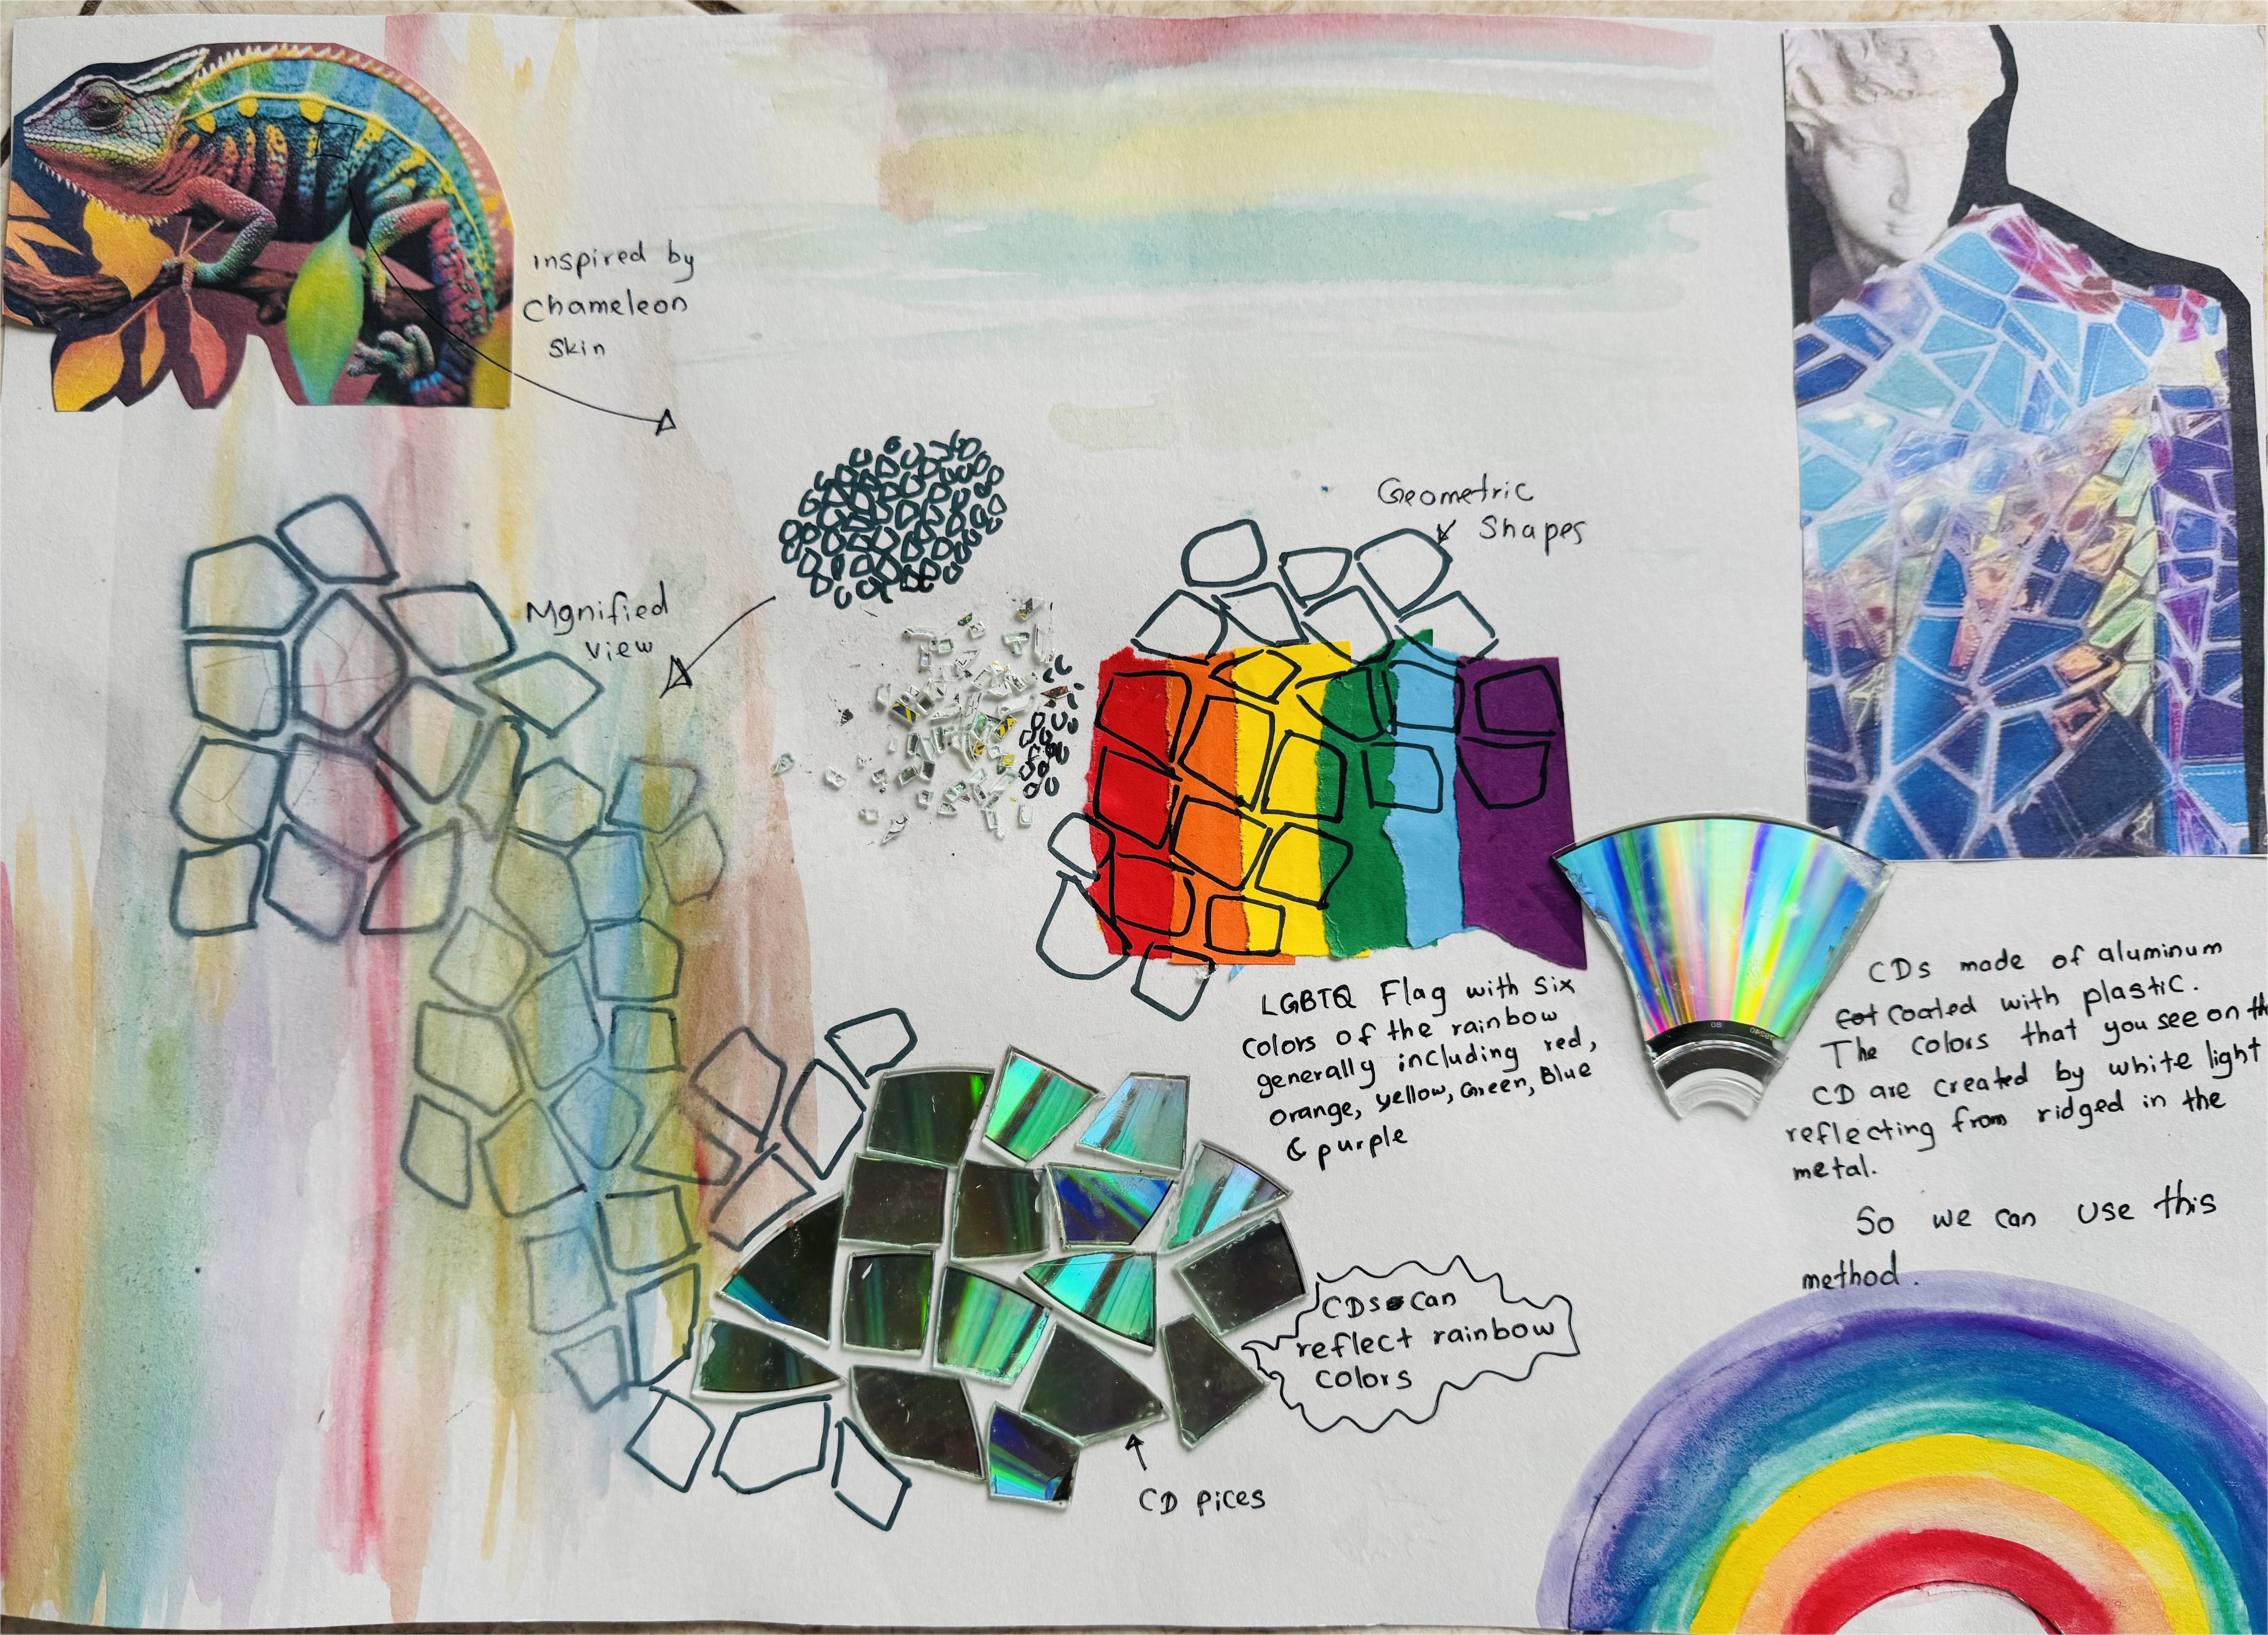 Inspired by
Chameleon
Skin
Mgnified
view
Geometric
Shapes
LGBTQ Flag with six
colors of the rainbow
generally including red,
orange, yellow, Green, Blue
& purple
CDs made of aluminum
cot coated with plastic.
The colors that you see on the
CD are created by white light
reflecting from ridged in the
metal.
So we can use this
method.
CDs can
reflect rainbow
colors
CD pices